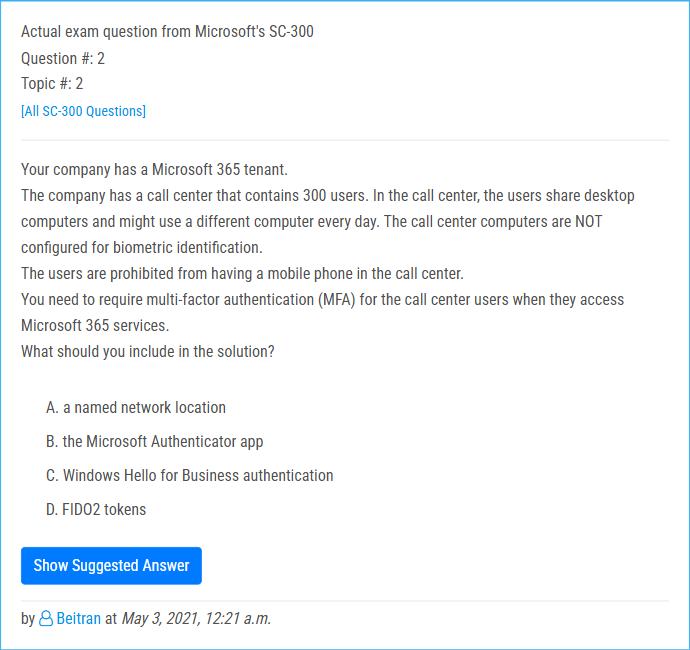 Actual exam question from Microsoft's SC-300
Question #: 2
Topic #: 2
[All SC-300 Questions]
Your company has a Microsoft 365 tenant.
The company has a call center that contains 300 users. In the call center, the users share desktop
computers and might use a different computer every day. The call center computers are NOT
configured for biometric identification.
The users are prohibited from having a mobile phone in the call center.
You need to require multi-factor authentication (MFA) for the call center users when they access
Microsoft 365 services.
What should you include in the solution?
A. a named network location
B. the Microsoft Authenticator app
C. Windows Hello for Business authentication
D. FIDO2 tokens
Show Suggested Answer
by Beitran at May 3, 2021, 12:21 a.m.